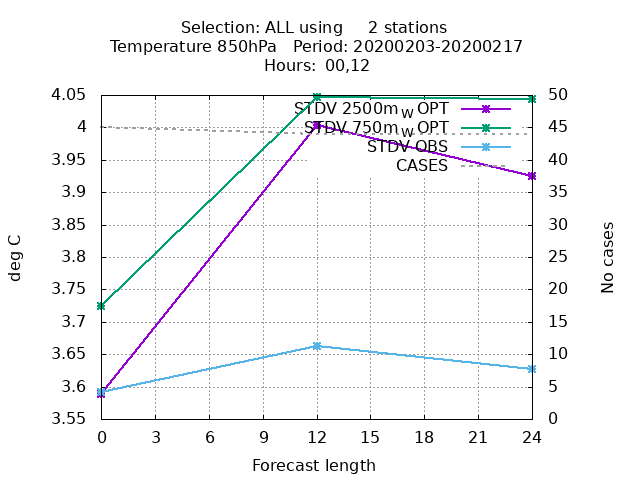 Selection: ALL using     2 stations
Temperature 850hPa   Period: 20200203-20200217
Hours:  00,12
4.05
4
3.95
3.9
3.85
3.8
3.75
3.7
3.65
3.6
3.55
deg C
STDV 2500m W OPT
STDV 750m W OPT
STDV OBS
CASES
50
45
40
35
30
25
20
15
10
5
0
No cases
0 3 6 9 12 15 18 21 24
Forecast length